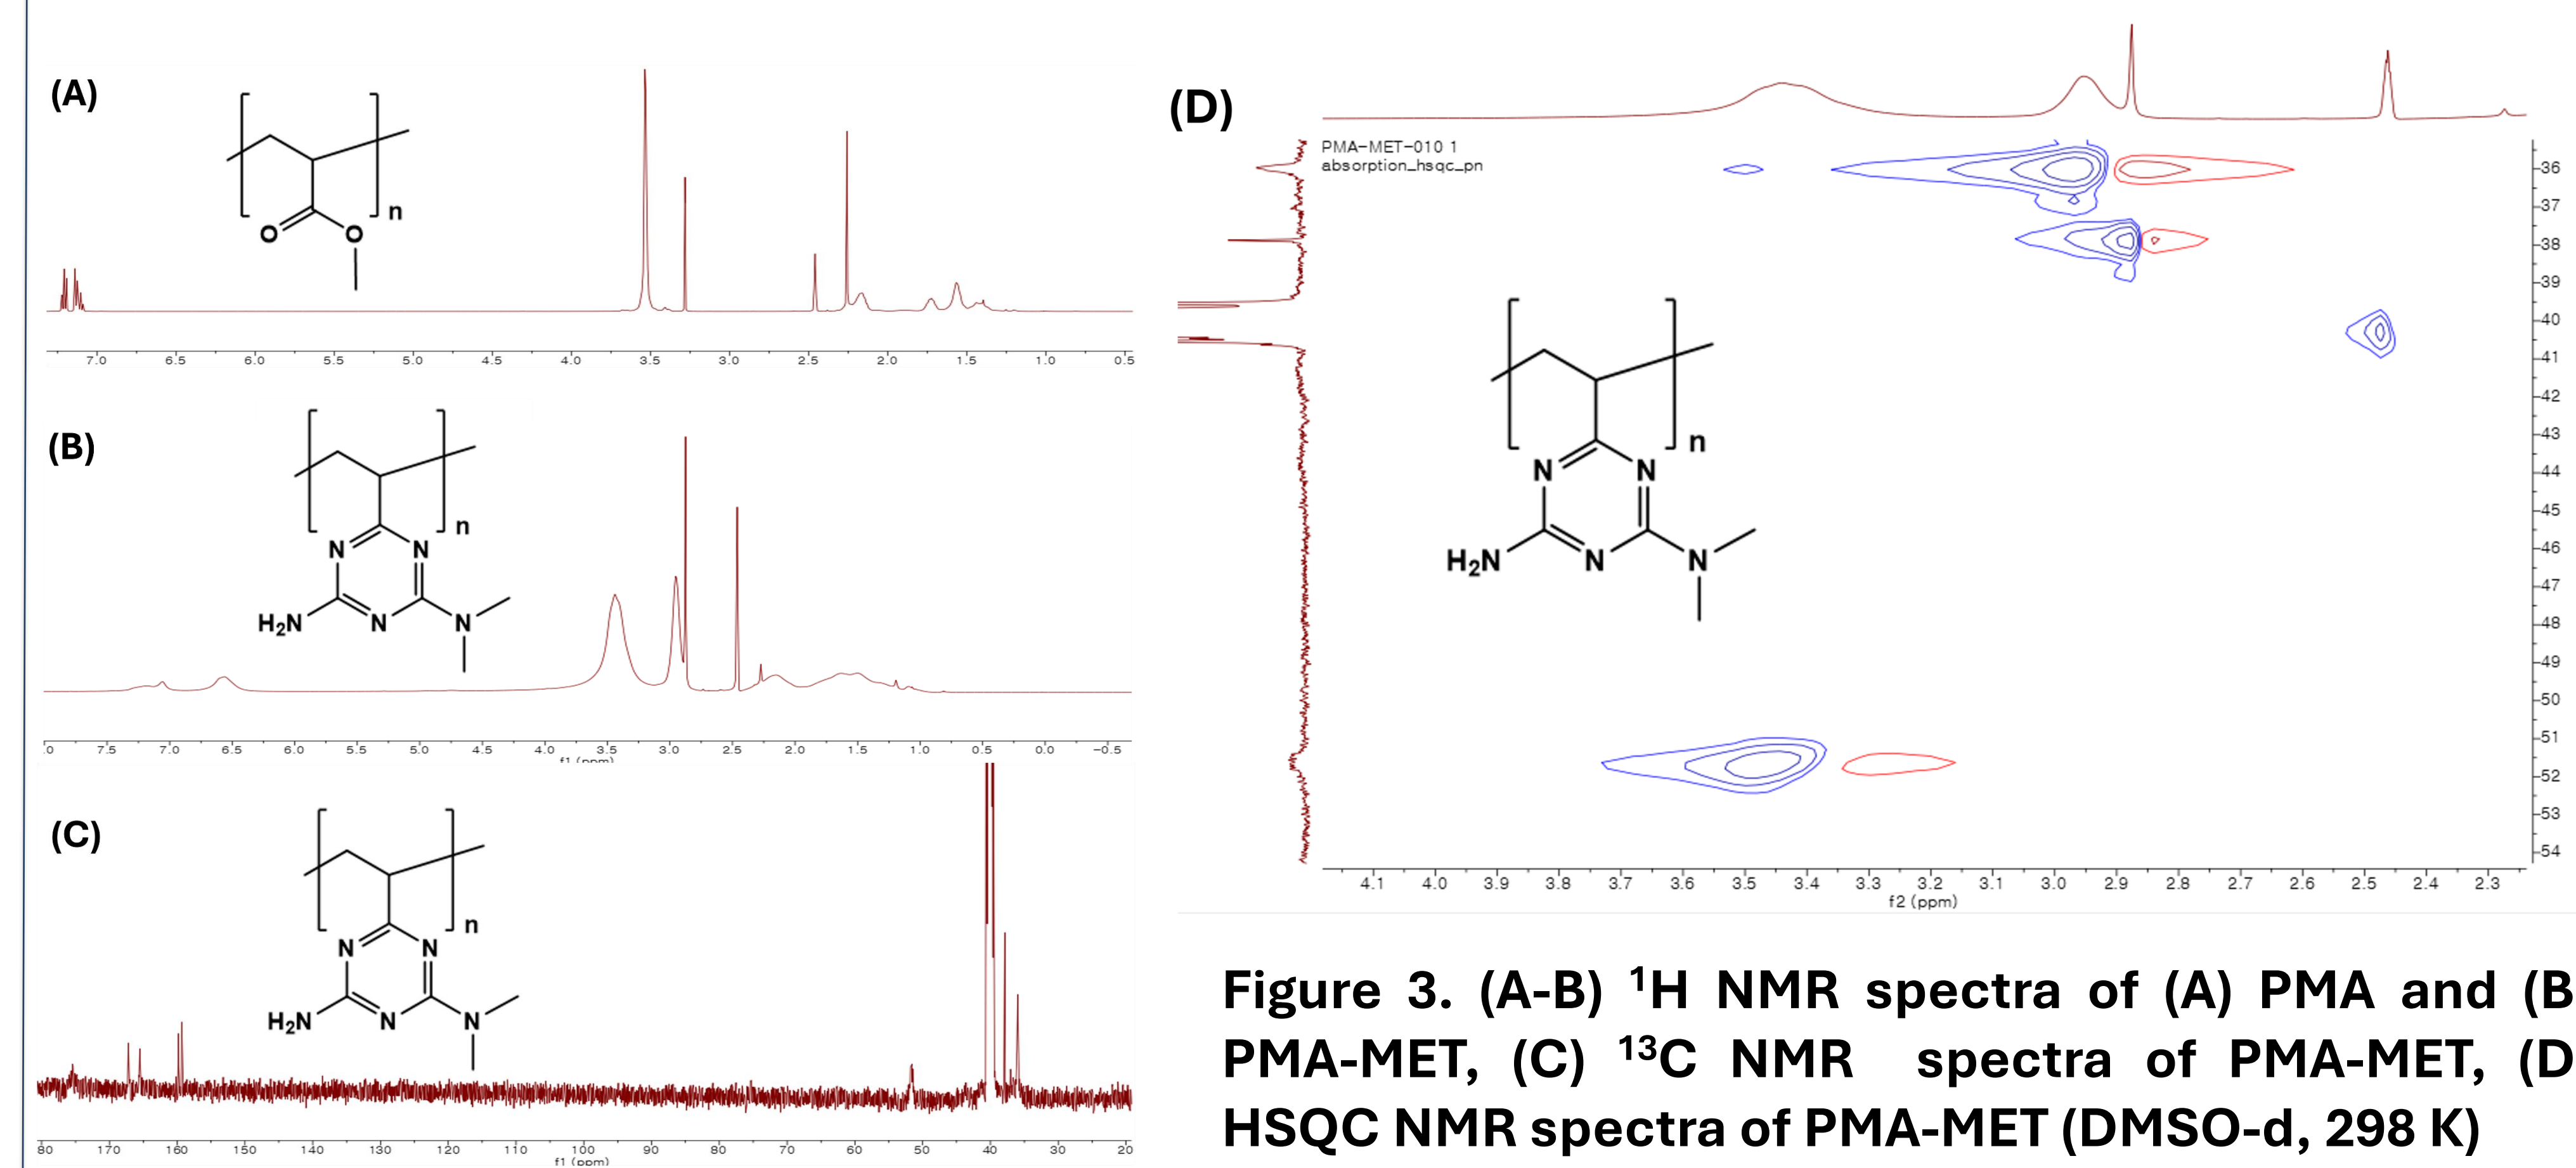 (A)
n
O
O
7.0 6.5 6.0 5.5 5.0 4.5 4.0 3.5 3.0 2.5 2.0 1.5 1.0 0.5
(B)
n
N N
H₂N N N
.0 7.5 7.0 6.5 6.0 5.5 5.0 4.5 4.0 3.5 3.0 2.5 2.0 1.5 1.0 0.5 0.0 -0.5
f1 (ppm)
(C)
n
N N
H₂N N N
80 170 160 150 140 130 120 110 100 90 80 70 60 50 40 30 20
f1 (ppm)
(D)
PMA-MET-010 1
absorption_hsqc_pn
n
N N
H₂N N N
36
37
38
39
40
41
42
43
44
45
46
47
48
49
50
51
52
53
54
4.1 4.0 3.9 3.8 3.7 3.6 3.5 3.4 3.3 3.2 3.1 3.0 2.9 2.8 2.7 2.6 2.5 2.4 2.3
f2 (ppm)
Figure 3. (A-B) ¹H NMR spectra of (A) PMA and (B
PMA-MET, (C) ¹³C NMR spectra of PMA-MET, (D
HSQC NMR spectra of PMA-MET (DMSO-d, 298 K)